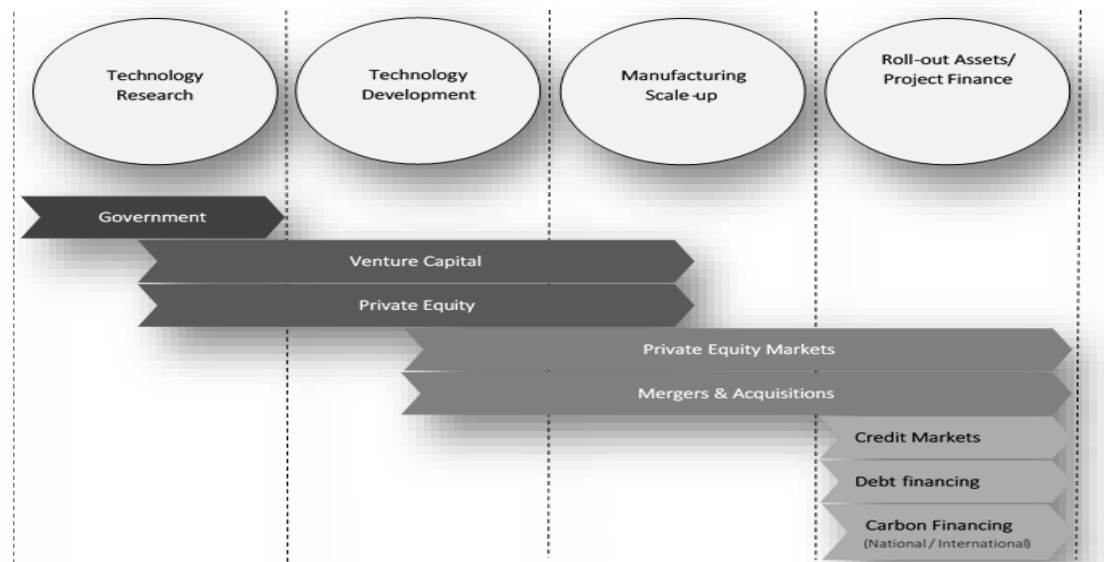 Technology
Research
Technology
Development
Manufacturing
Scale-up
Roll-out Assets/
Project Finance
Government
Venture Capital
Private Equity
Private Equity Markets
Mergers & Acquisitions
Credit Markets
Debt financing
Carbon Financing
(National / International)